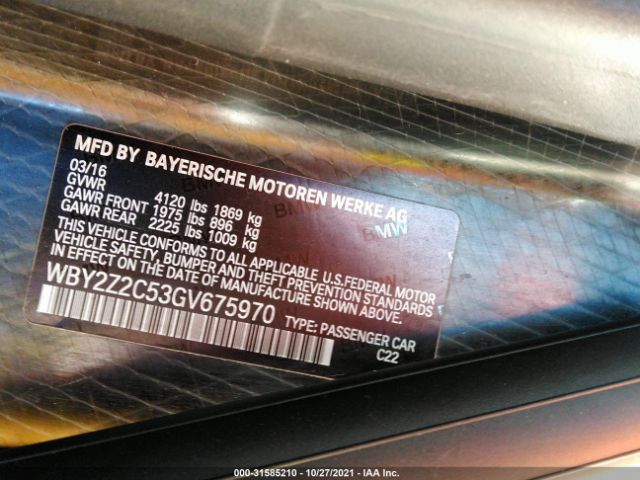 MFD BY BAYERISCHE MOTOREN WERKE AG
03/16
GVWR 4120 lbs 1869 kg
GAWR FRONT 1975 lbs 896 kg
GAWR REAR 2225 lbs 1009 kg
THIS VEHICLE CONFORMS TO ALL APPLICABLE U.S.FEDERAL MOTOR
VEHICLE SAFETY, BUMPER AND THEFT PREVENTION STANDARDS
IN EFFECT ON THE DATE OF MANUFACTURE SHOWN ABOVE.
WBY2Z2C53GV675970
TYPE: PASSENGER CAR
C22
BMW
BMW
000-31585210 - 10/27/2021 - IAA Inc.